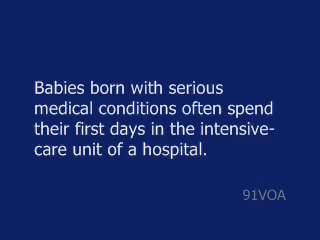 Babies born with serious
medical conditions often spend
their first days in the intensive-
care unit of a hospital.
91VOA